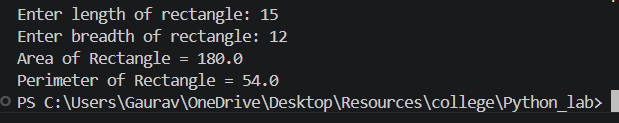 Enter length of rectangle: 15
Enter breadth of rectangle: 12
Area of Rectangle = 180.0
Perimeter of Rectangle = 54.0
PS C:\Users\Gaurav\OneDrive\Desktop\Resources\college\Python_lab>